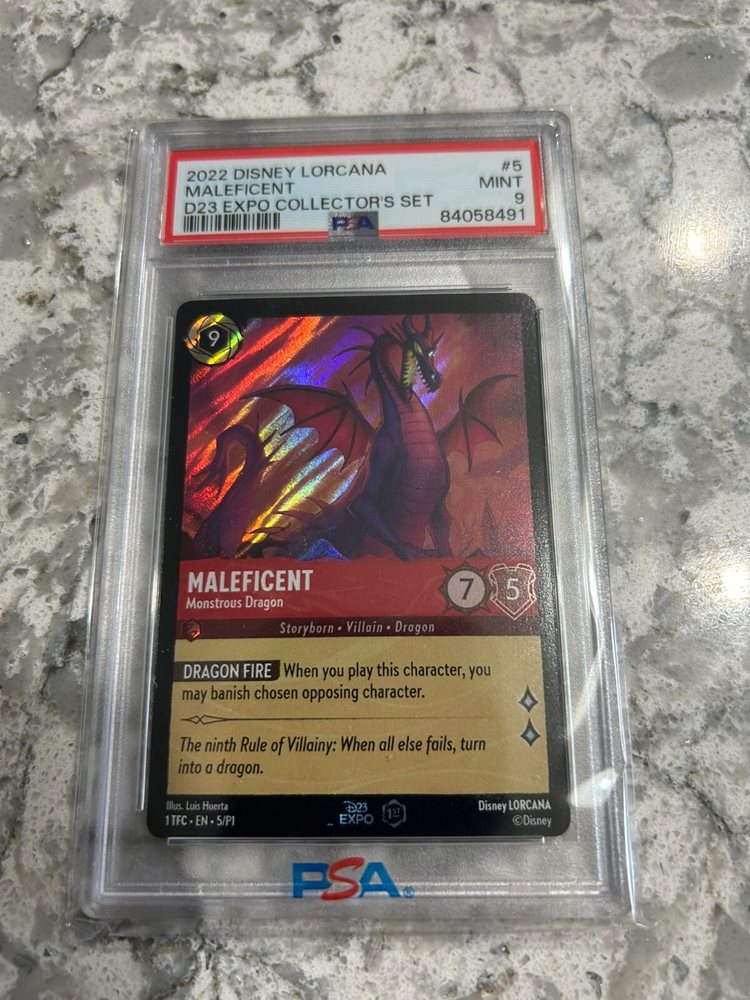 2022 DISNEY LORCANA #5
MALEFICENT MINT
D23 EXPO COLLECTOR'S SET 9
PSA 84058491
9
MALEFICENT
Monstrous Dragon
7 5
Storyborn • Villain • Dragon
DRAGON FIRE When you play this character, you
may banish chosen opposing character.
The ninth Rule of Villainy: When all else fails, turn
into a dragon.
Illus. Luis Huerta
1 TFC • EN • 5/P1
D23
EXPO
1ST
Disney LORCANA
©Disney
PSA®